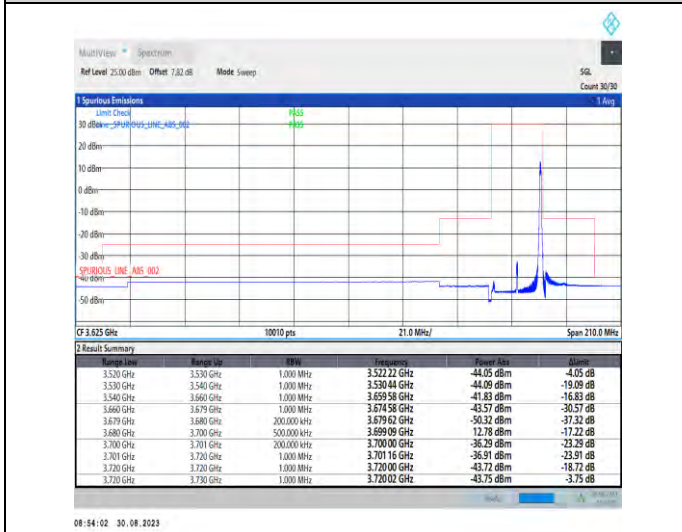 MultiView Spectrum
Ref Level 25.00 dBm Offset 7.82 dB Mode Sweep SGL
Count 30/30
1 Spurious Emissions 1 Avg
Limit Check PASS
30 dBm _SPURIOUS_LINE_ABS_002 PASS
20 dBm
10 dBm
0 dBm
-10 dBm
-20 dBm
-30 dBm
SPURIOUS_LINE_ABS_002
-40 dBm
-50 dBm
CF 3.625 GHz 10010 pts 21.0 MHz/ Span 210.0 MHz
2 Result Summary
Range Low Range Up RBW Frequency Power Abs ΔLimit
3.520 GHz 3.530 GHz 1.000 MHz 3.522 22 GHz -44.05 dBm -4.05 dB
3.530 GHz 3.540 GHz 1.000 MHz 3.530 44 GHz -44.09 dBm -19.09 dB
3.540 GHz 3.660 GHz 1.000 MHz 3.659 58 GHz -41.83 dBm -16.83 dB
3.660 GHz 3.679 GHz 1.000 MHz 3.674 58 GHz -43.57 dBm -30.57 dB
3.679 GHz 3.680 GHz 200.000 kHz 3.679 62 GHz -50.32 dBm -37.32 dB
3.680 GHz 3.700 GHz 500.000 kHz 3.699 09 GHz 12.78 dBm -17.22 dB
3.700 GHz 3.701 GHz 200.000 kHz 3.700 00 GHz -36.29 dBm -23.29 dB
3.701 GHz 3.720 GHz 1.000 MHz 3.701 16 GHz -36.91 dBm -23.91 dB
3.720 GHz 3.720 GHz 1.000 MHz 3.720 00 GHz -43.72 dBm -18.72 dB
3.720 GHz 3.730 GHz 1.000 MHz 3.720 02 GHz -43.75 dBm -3.75 dB
08:54:02 30.08.2023